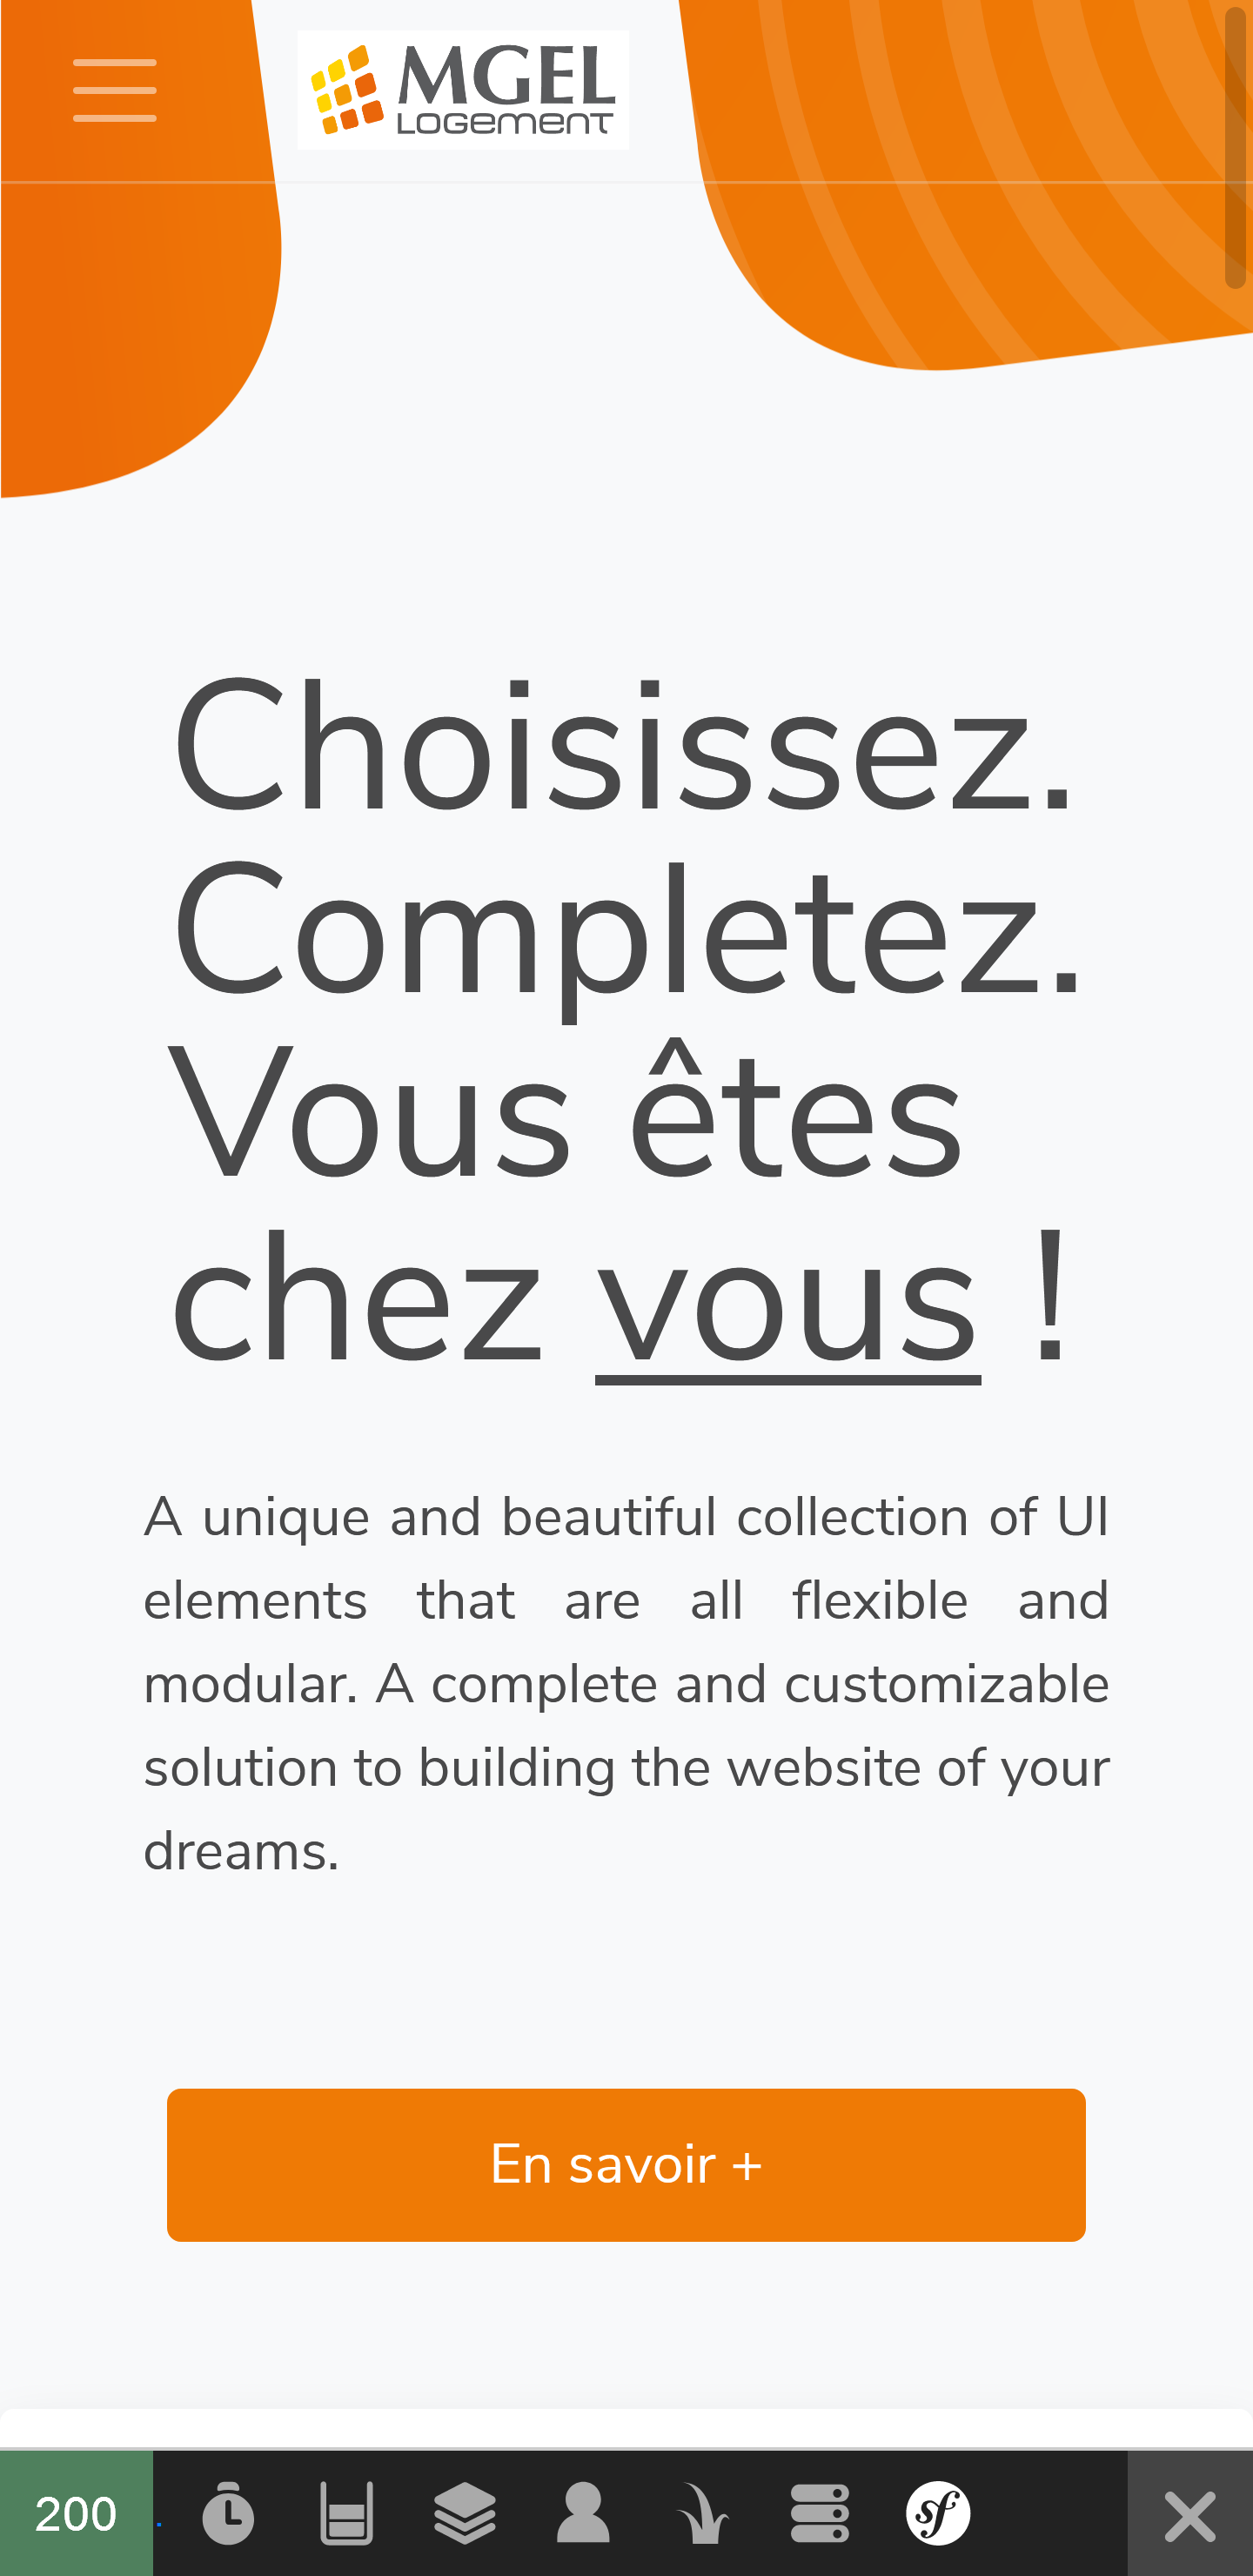 MGEL
LOGEMENT
Choisissez.
Completez.
Vous êtes
chez vous !
A unique and beautiful collection of UI
elements that are all flexible and
modular. A complete and customizable
solution to building the website of your
dreams.
En savoir +
200
sf